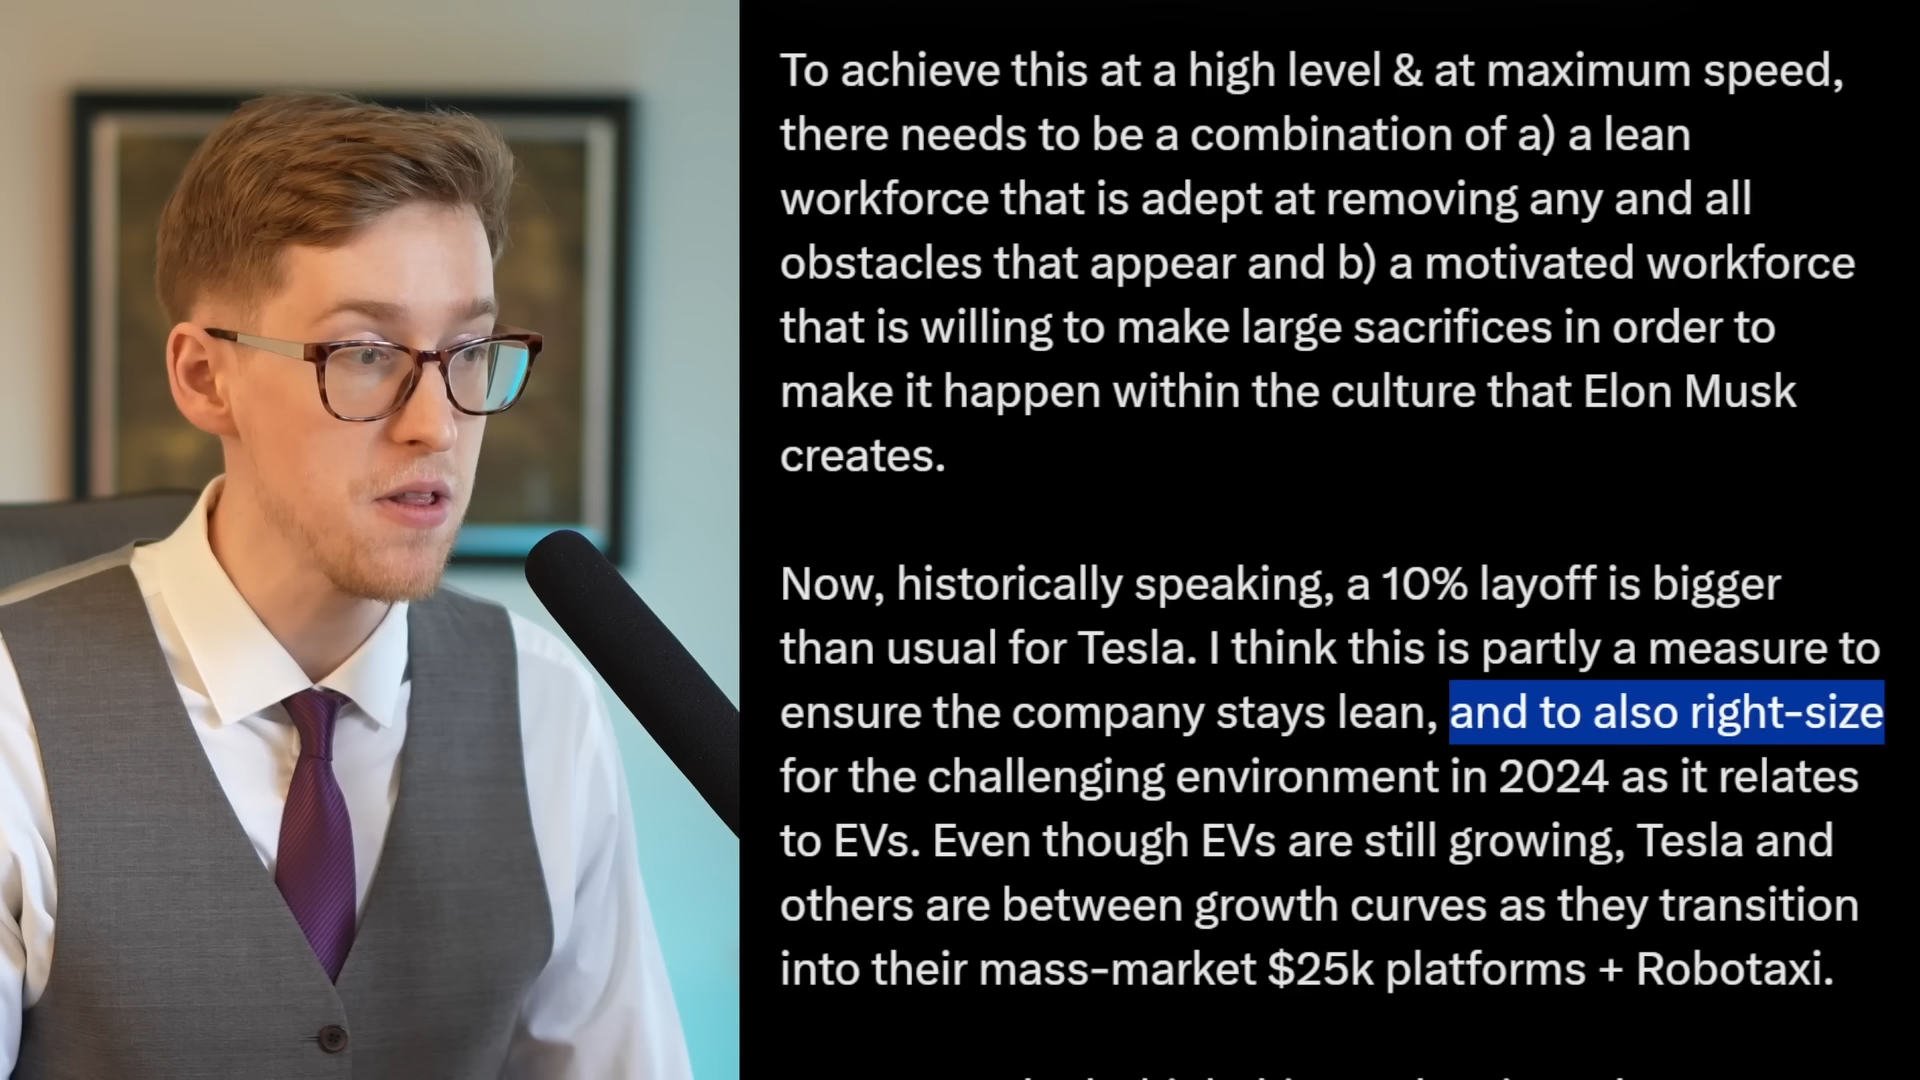 To achieve this at a high level & at maximum speed,
there needs to be a combination of a) a lean
workforce that is adept at removing any and all
obstacles that appear and b) a motivated workforce
that is willing to make large sacrifices in order to
make it happen within the culture that Elon Musk
creates.
Now, historically speaking, a 10% layoff is bigger
than usual for Tesla. I think this is partly a measure to
ensure the company stays lean, and to also right-size
for the challenging environment in 2024 as it relates
to EVs. Even though EVs are still growing, Tesla and
others are between growth curves as they transition
into their mass-market $25k platforms + Robotaxi.